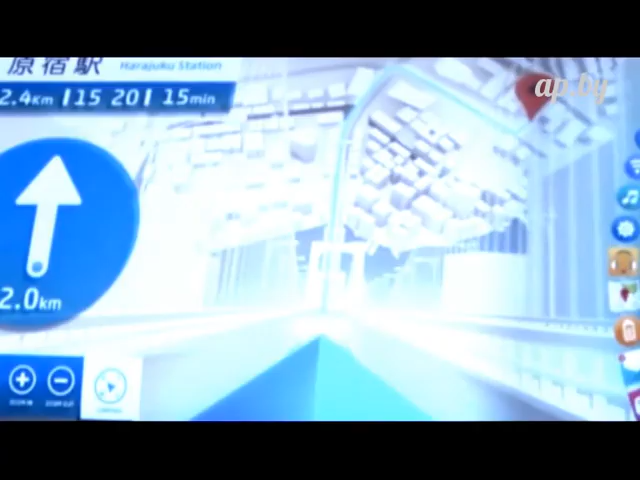 原宿駅
Harajuku Station
2.4Km 15 20 15min
ap.by
2.0km